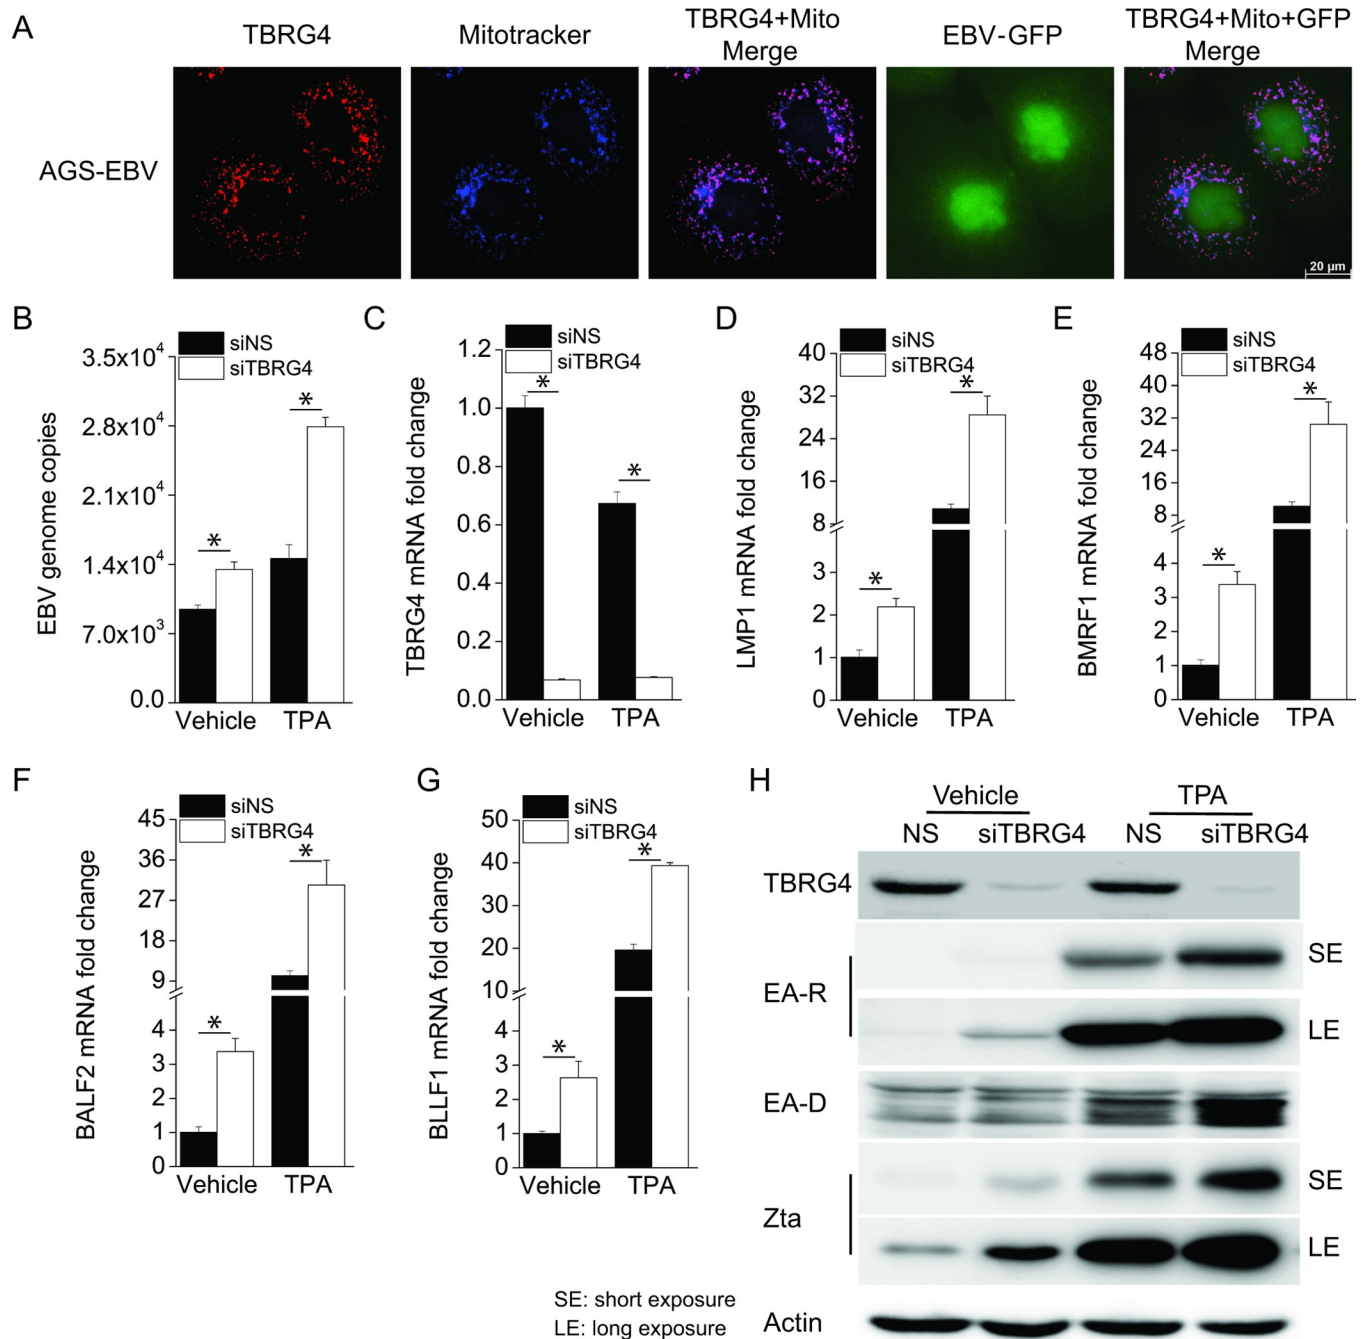 A
TBRG4
Mitotracker
TBRG4+Mito
Merge
EBV-GFP
TBRG4+Mito+GFP
Merge
AGS-EBV
20 μm
B
siNS
siTBRG4
EBV genome copies
3.5x10⁴
2.8x10⁴
2.1x10⁴
1.4x10⁴
7.0x10³
0.0
*
*
Vehicle
TPA
C
siNS
siTBRG4
TBRG4 mRNA fold change
1.2
1.0
0.8
0.6
0.4
0.2
0.0
*
*
Vehicle
TPA
D
siNS
siTBRG4
LMP1 mRNA fold change
40
32
24
16
8
3
2
1
0
*
*
Vehicle
TPA
E
siNS
siTBRG4
BMRF1 mRNA fold change
48
40
32
24
16
8
4
3
2
1
0
*
*
Vehicle
TPA
F
siNS
siTBRG4
BALF2 mRNA fold change
45
36
27
18
9
4
3
2
1
0
*
*
Vehicle
TPA
G
siNS
siTBRG4
BLLF1 mRNA fold change
50
40
30
20
10
4
3
2
1
0
*
*
Vehicle
TPA
SE: short exposure
LE: long exposure
H
Vehicle
TPA
NS
siTBRG4
NS
siTBRG4
TBRG4
EA-R
SE
LE
EA-D
Zta
SE
LE
Actin